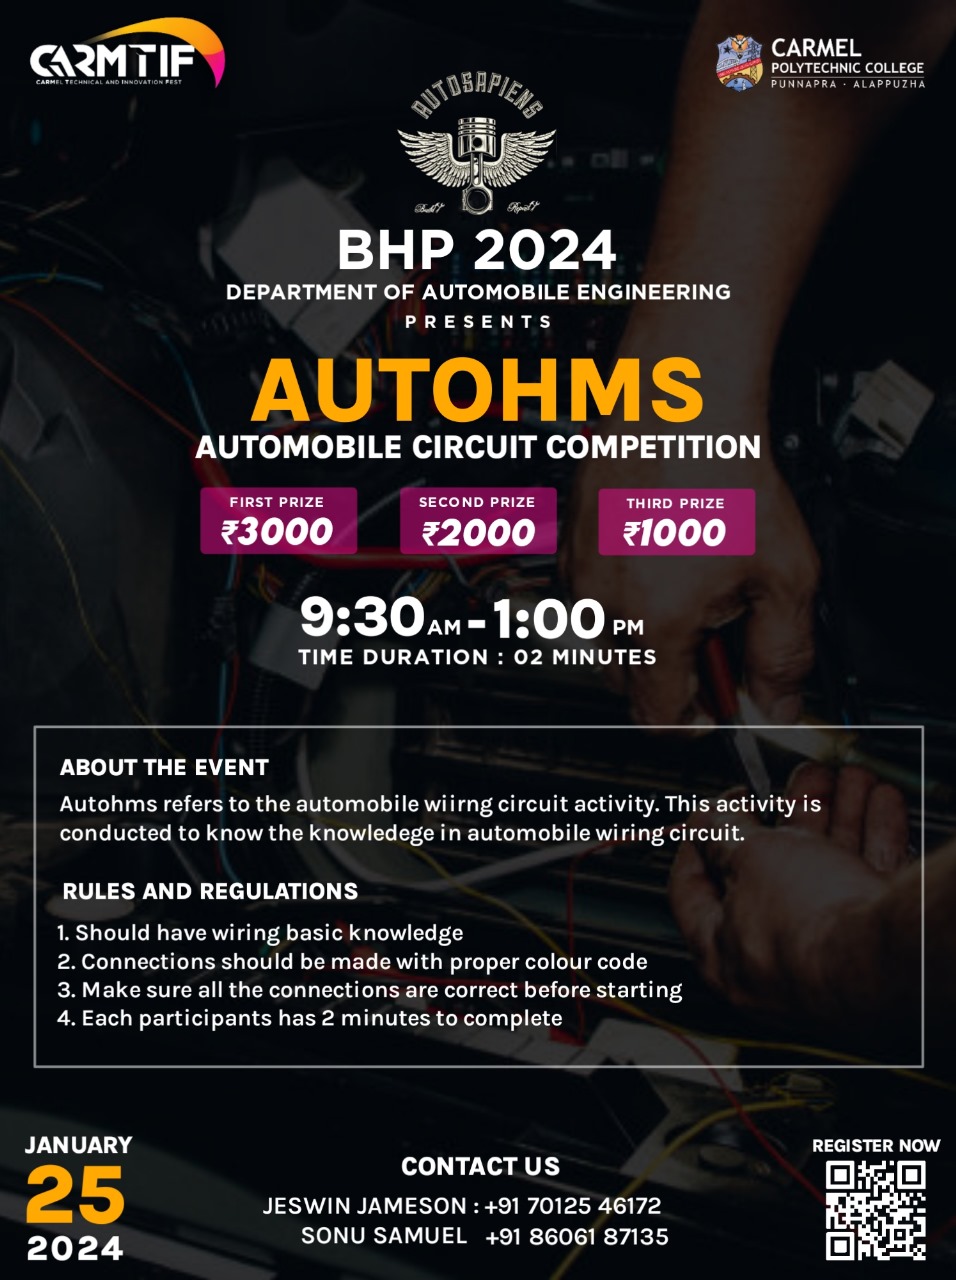 CARMTIF
CARMEL TECHNICAL AND INNOVATION FEST
CARMEL
POLYTECHNIC COLLEGE
PUNNAPRA · ALAPPUZHA
AUTOSAPIENS
BHP 2024
DEPARTMENT OF AUTOMOBILE ENGINEERING
PRESENTS
AUTOHMS
AUTOMOBILE CIRCUIT COMPETITION
FIRST PRIZE
₹3000
SECOND PRIZE
₹2000
THIRD PRIZE
₹1000
9:30 AM - 1:00 PM
TIME DURATION : 02 MINUTES
ABOUT THE EVENT
Autohms refers to the automobile wiirng circuit activity. This activity is
conducted to know the knowledege in automobile wiring circuit.
RULES AND REGULATIONS
1. Should have wiring basic knowledge
2. Connections should be made with proper colour code
3. Make sure all the connections are correct before starting
4. Each participants has 2 minutes to complete
JANUARY
25
2024
CONTACT US
JESWIN JAMESON : +91 70125 46172
SONU SAMUEL +91 86061 87135
REGISTER NOW